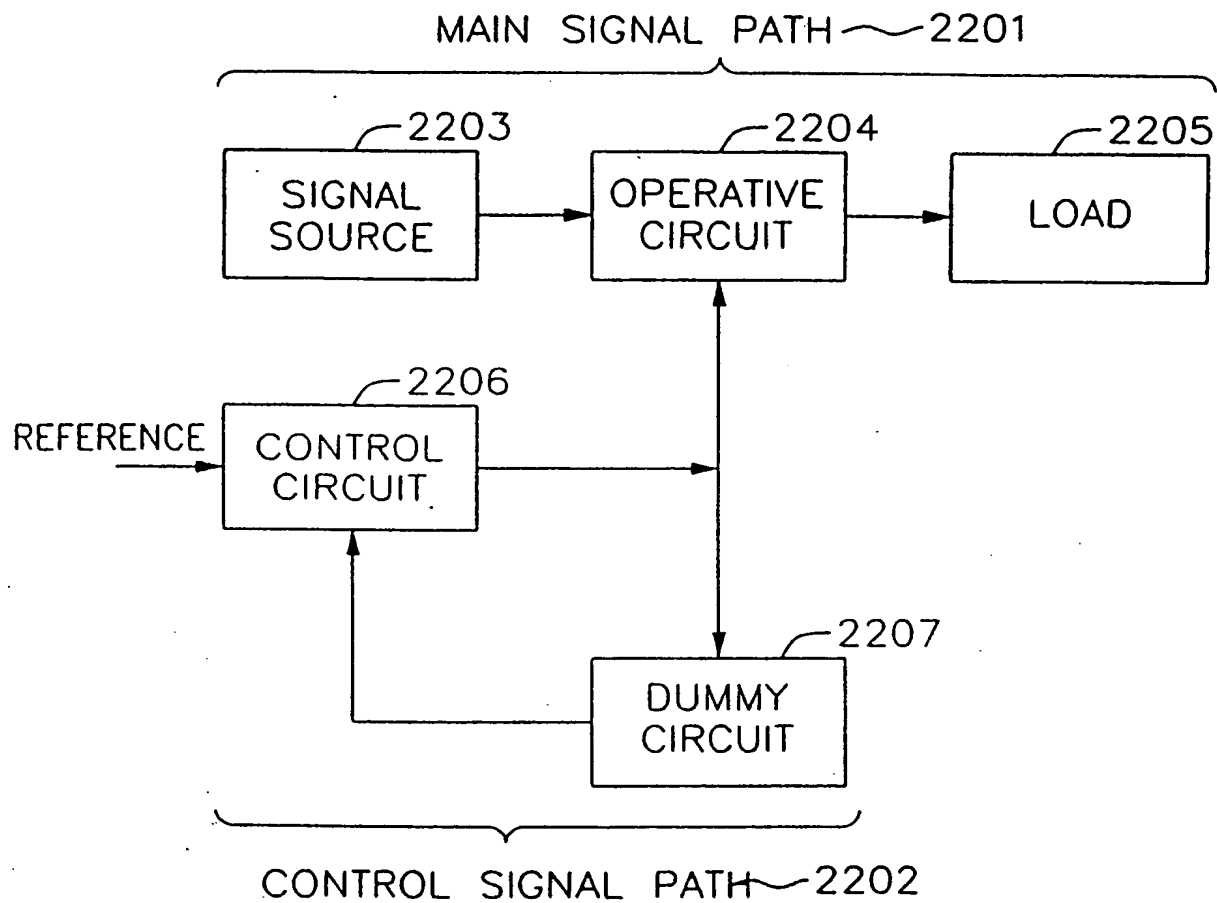 MAIN SIGNAL PATH 2201
2203
2204
2205
SIGNAL
SOURCE
OPERATIVE
CIRCUIT
LOAD
2206
REFERENCE
CONTROL
CIRCUIT
2207
DUMMY
CIRCUIT
CONTROL SIGNAL PATH 2202